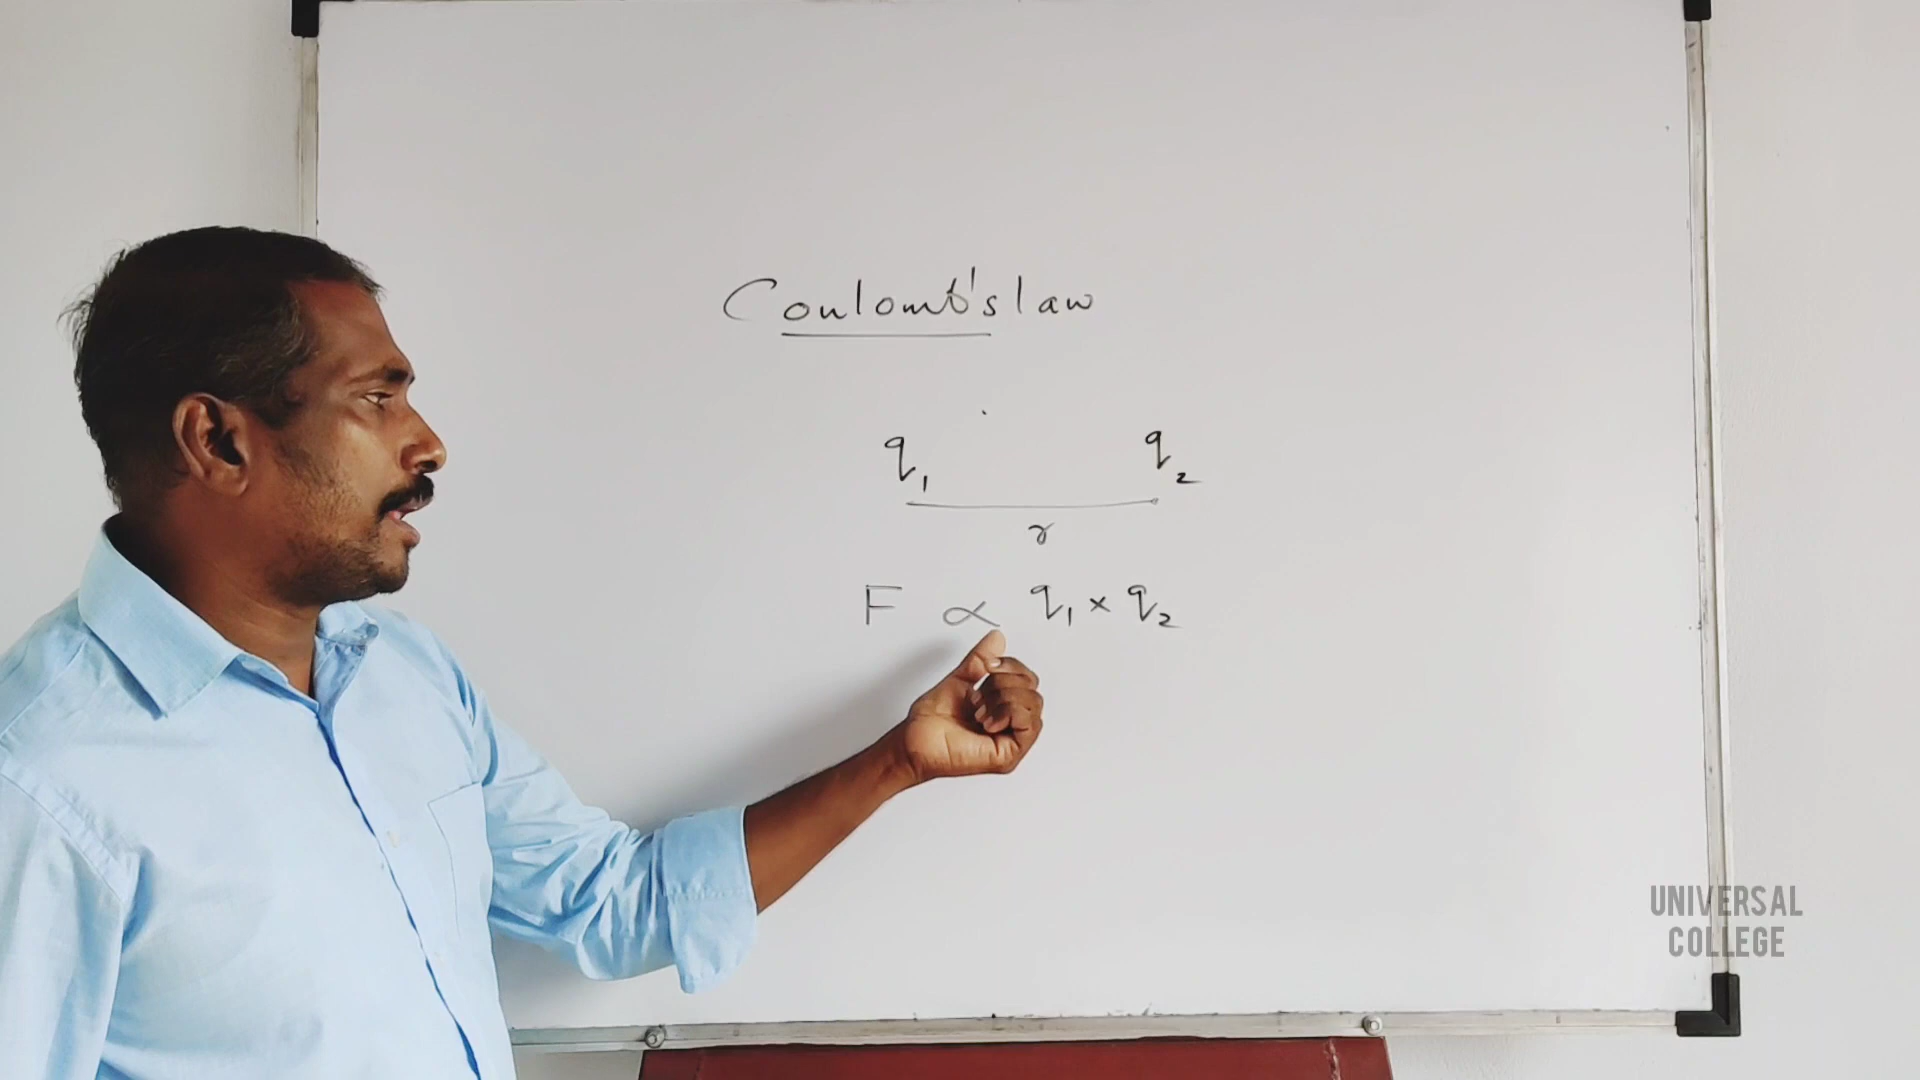 Coulomb's law
q₁ q₂
r
F ∝ q₁ × q₂
UNIVERSAL
COLLEGE